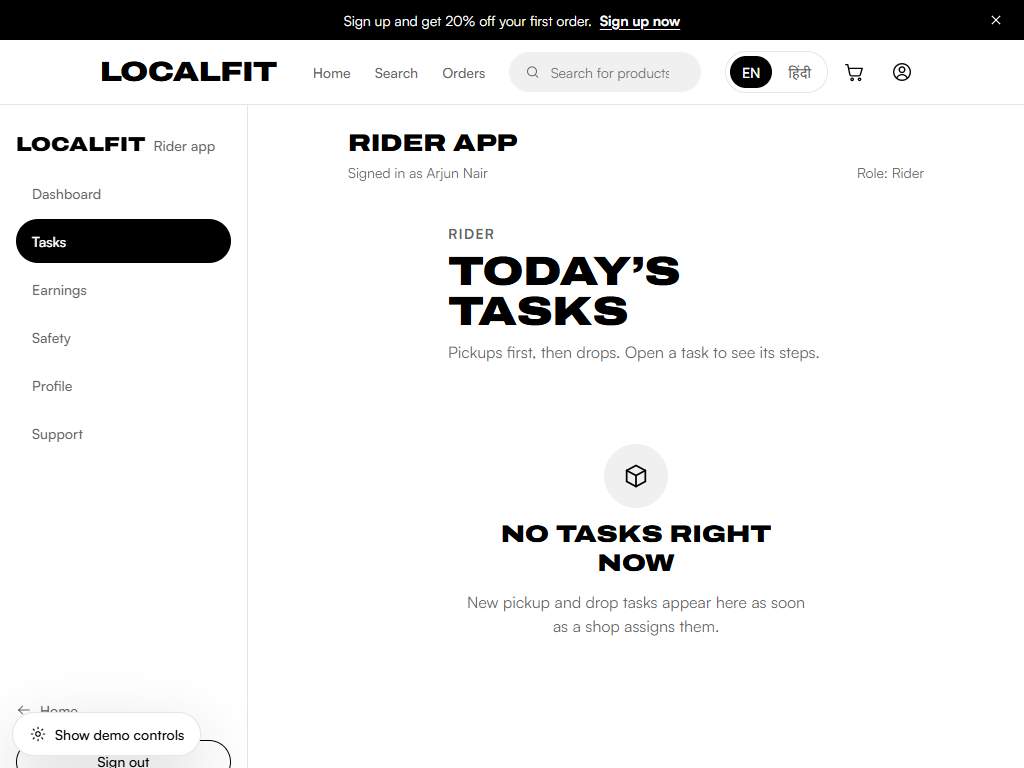 Sign up and get 20% off your first order. Sign up now
LOCALFIT
Home
Search
Orders
Search for products
EN
हिंदी
LOCALFIT Rider app
Dashboard
Tasks
Earnings
Safety
Profile
Support
Home
Show demo controls
Sign out
RIDER APP
Signed in as Arjun Nair
Role: Rider
RIDER
TODAY’S
TASKS
Pickups first, then drops. Open a task to see its steps.
NO TASKS RIGHT
NOW
New pickup and drop tasks appear here as soon
as a shop assigns them.